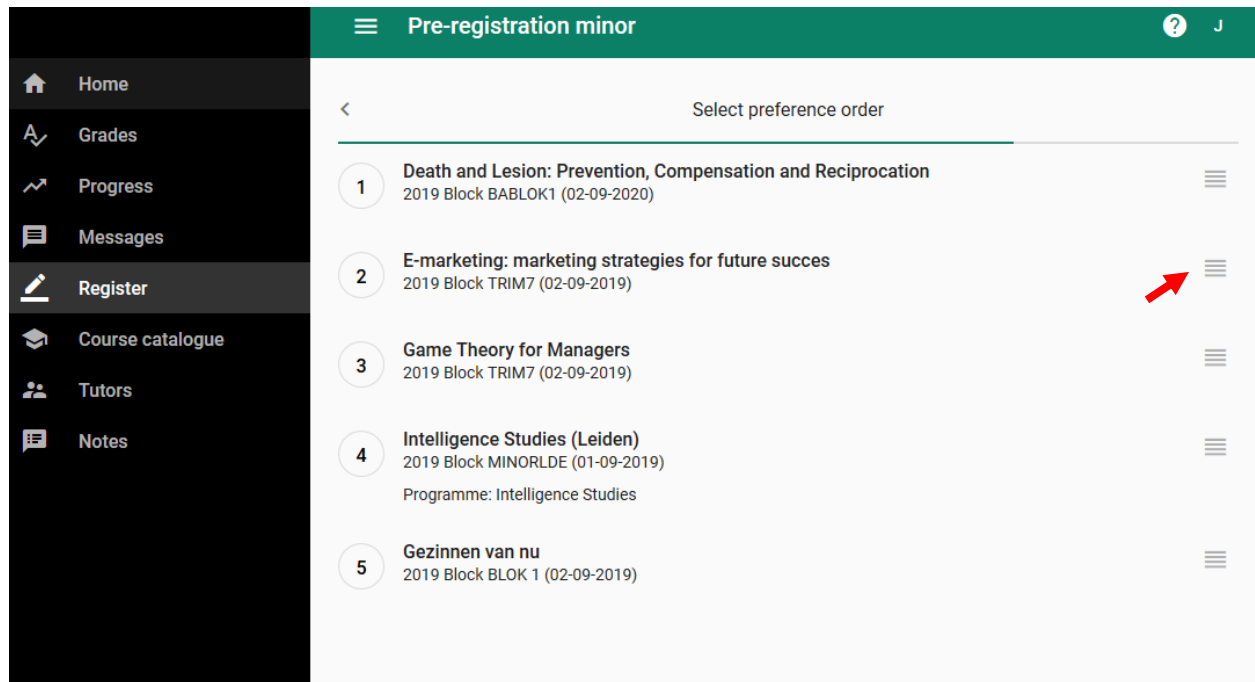 Pre-registration minor
? J
Home
Grades
Progress
Messages
Register
Course catalogue
Tutors
Notes
Select preference order
1
Death and Lesion: Prevention, Compensation and Reciprocation
2019 Block BABLOK1 (02-09-2020)
2
E-marketing: marketing strategies for future succes
2019 Block TRIM7 (02-09-2019)
3
Game Theory for Managers
2019 Block TRIM7 (02-09-2019)
4
Intelligence Studies (Leiden)
2019 Block MINORLDE (01-09-2019)
Programme: Intelligence Studies
5
Gezinnen van nu
2019 Block BLOK 1 (02-09-2019)